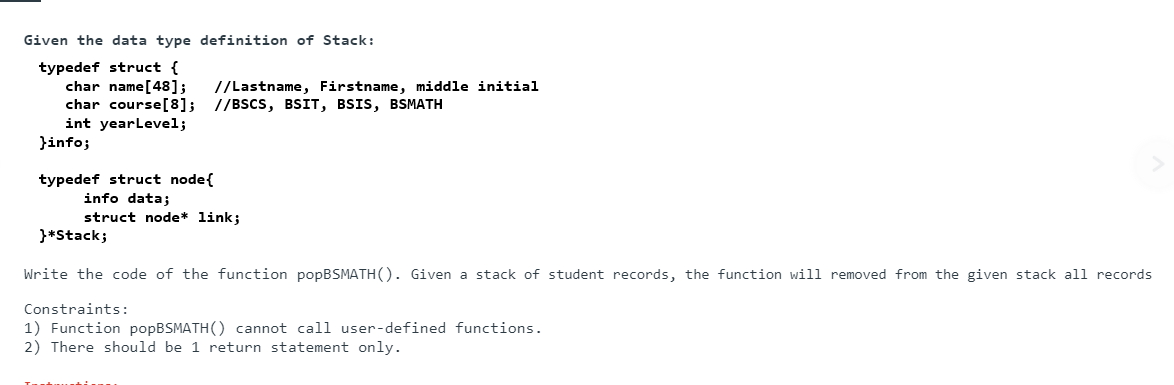 Given the data type definition of Stack:
typedef struct {
char name[48];   //Lastname, Firstname, middle initial
char course[8];  //BSCS, BSIT, BSIS, BSMATH
int yearLevel;
}info;
typedef struct node{
info data;
struct node* link;
}*Stack;
Write the code of the function popBSMATH(). Given a stack of student records, the function will removed from the given stack all records
Constraints:
1) Function popBSMATH() cannot call user-defined functions.
2) There should be 1 return statement only.